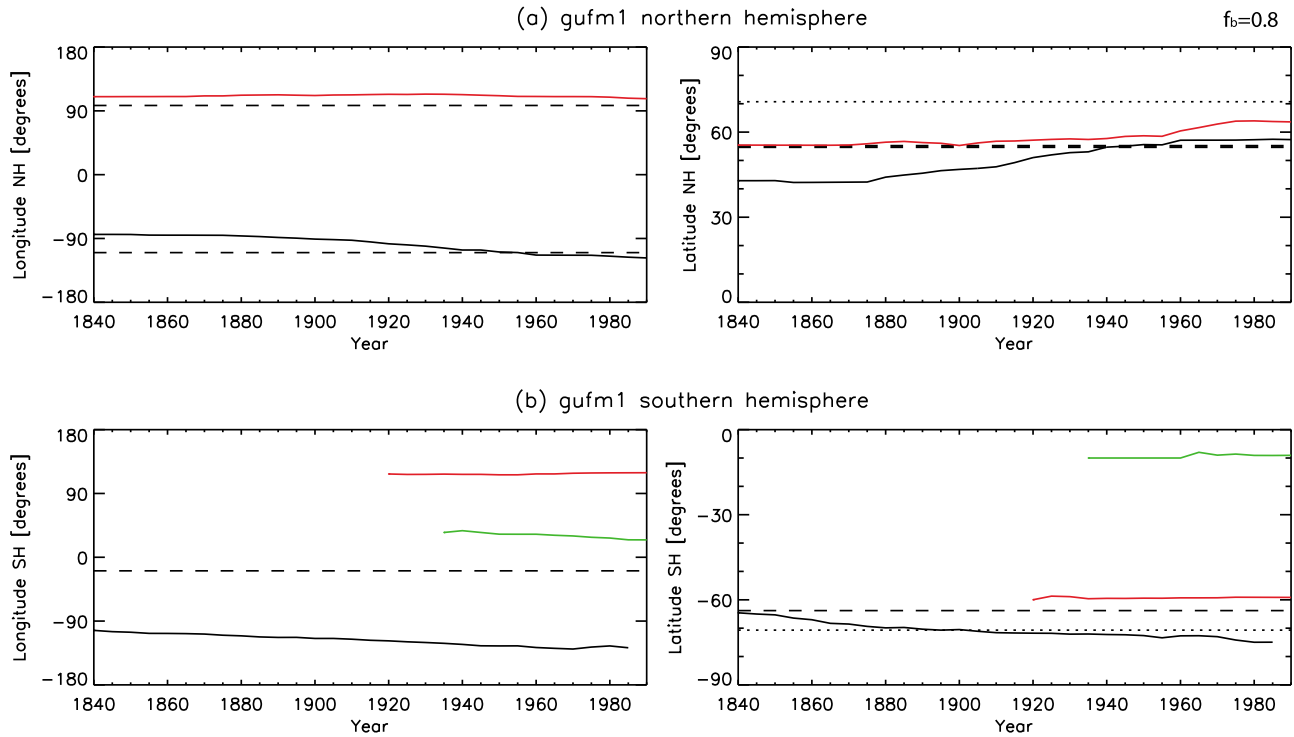 (a) gufm1 northern hemisphere
fb=0.8
Longitude NH [degrees]
180
90
0
−90
−180
1840 1860 1880 1900 1920 1940 1960 1980
Year
Latitude NH [degrees]
90
60
30
0
1840 1860 1880 1900 1920 1940 1960 1980
Year
(b) gufm1 southern hemisphere
Longitude SH [degrees]
180
90
0
−90
−180
1840 1860 1880 1900 1920 1940 1960 1980
Year
Latitude SH [degrees]
0
−30
−60
−90
1840 1860 1880 1900 1920 1940 1960 1980
Year